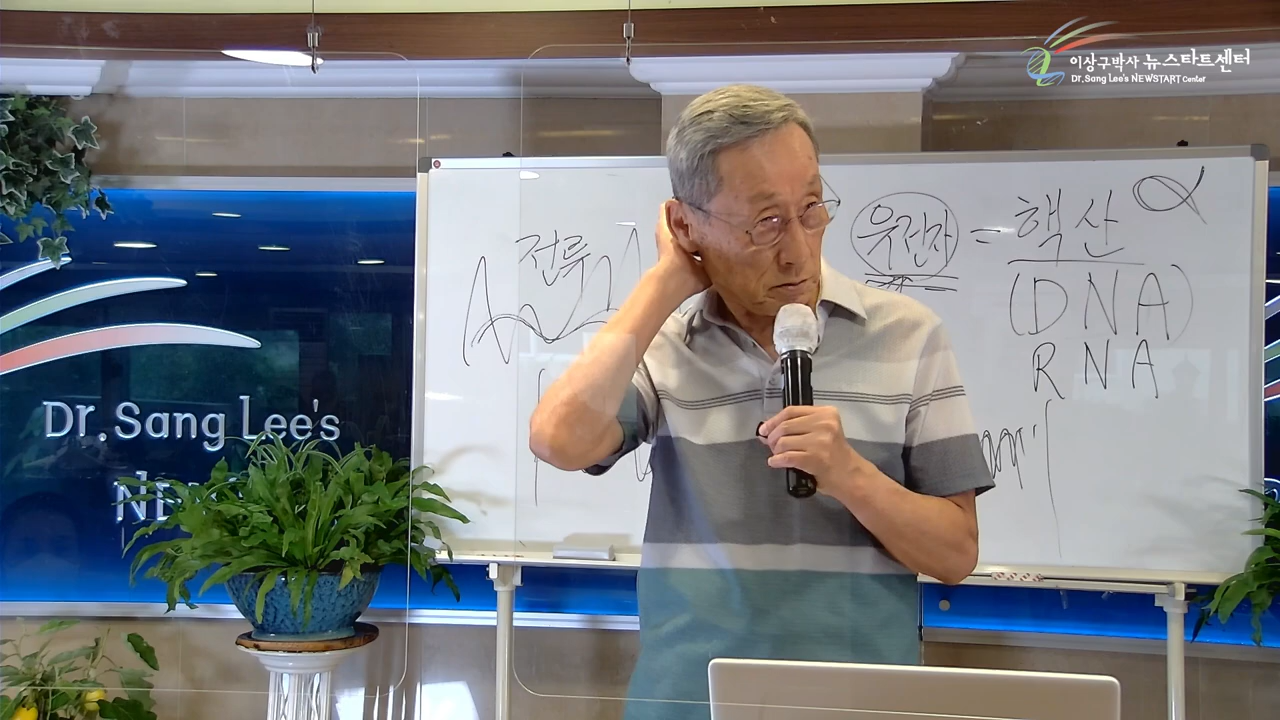 이상구박사 뉴스타트센터
Dr. Sang Lee's NEWSTART Center
전류
유전자 = 핵산
(DNA)
RNA
Dr. Sang Lee's